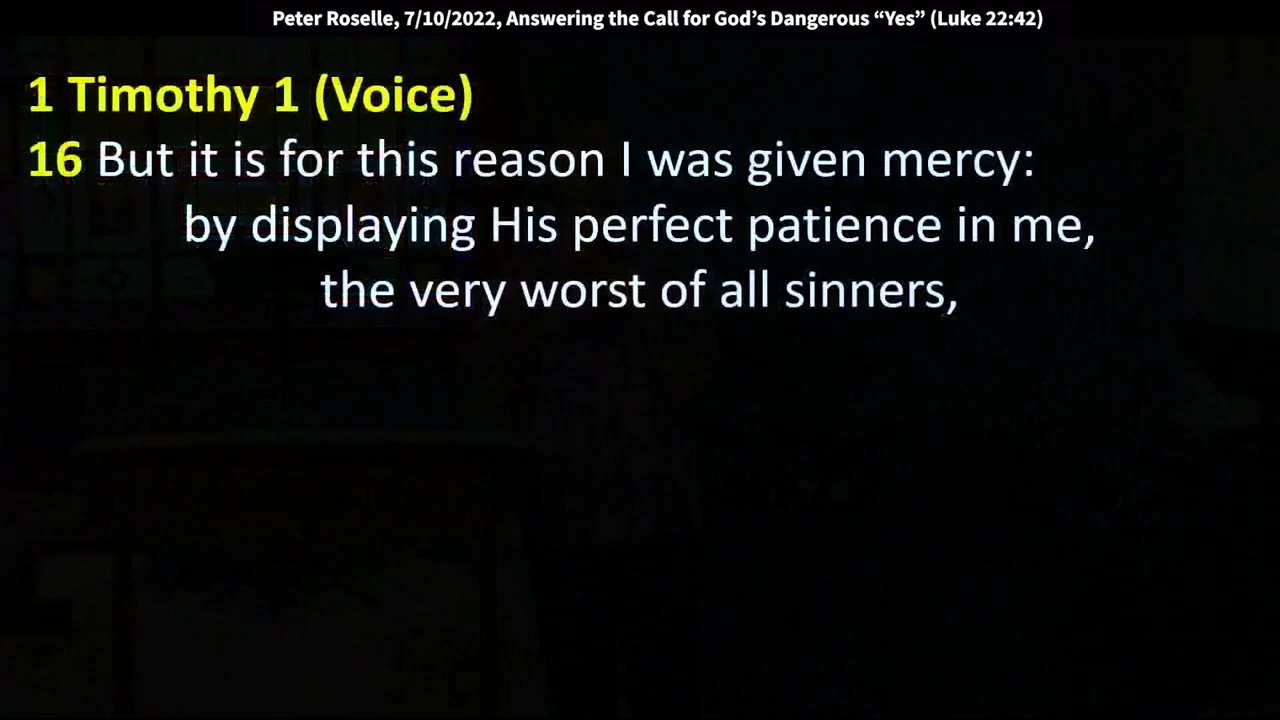 Peter Roselle, 7/10/2022, Answering the Call for God’s Dangerous “Yes” (Luke 22:42)
1 Timothy 1 (Voice)
16 But it is for this reason I was given mercy:
by displaying His perfect patience in me,
the very worst of all sinners,